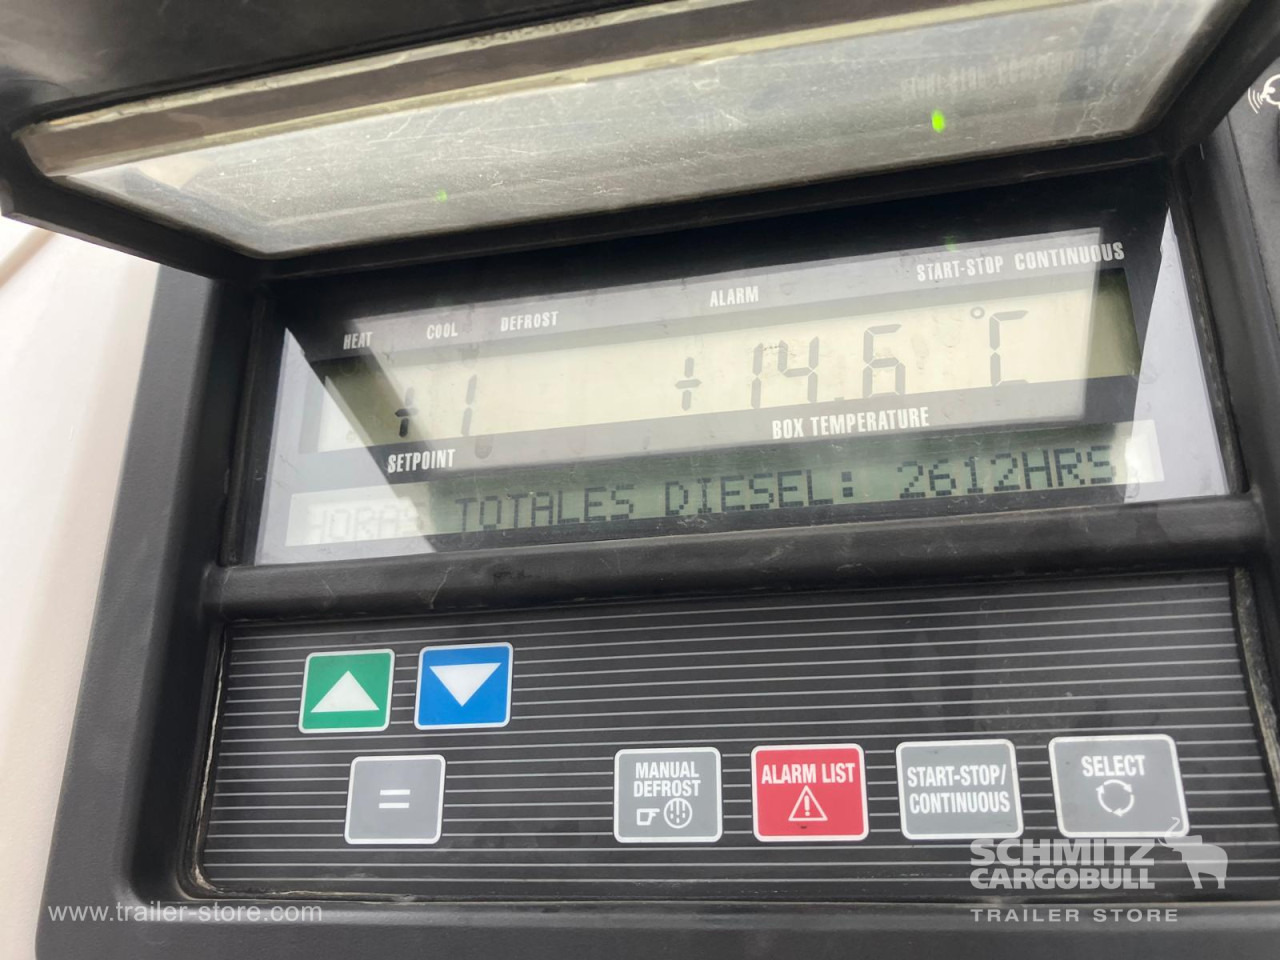 HEAT COOL DEFROST ALARM START-STOP CONTINUOUS
+1 +14.6 °C
SETPOINT BOX TEMPERATURE
HORAS TOTALES DIESEL: 2612HRS
=
MANUAL
DEFROST
ALARM LIST
START-STOP/
CONTINUOUS
SELECT
SCHMITZ
CARGOBULL
TRAILER STORE
www.trailer-store.com